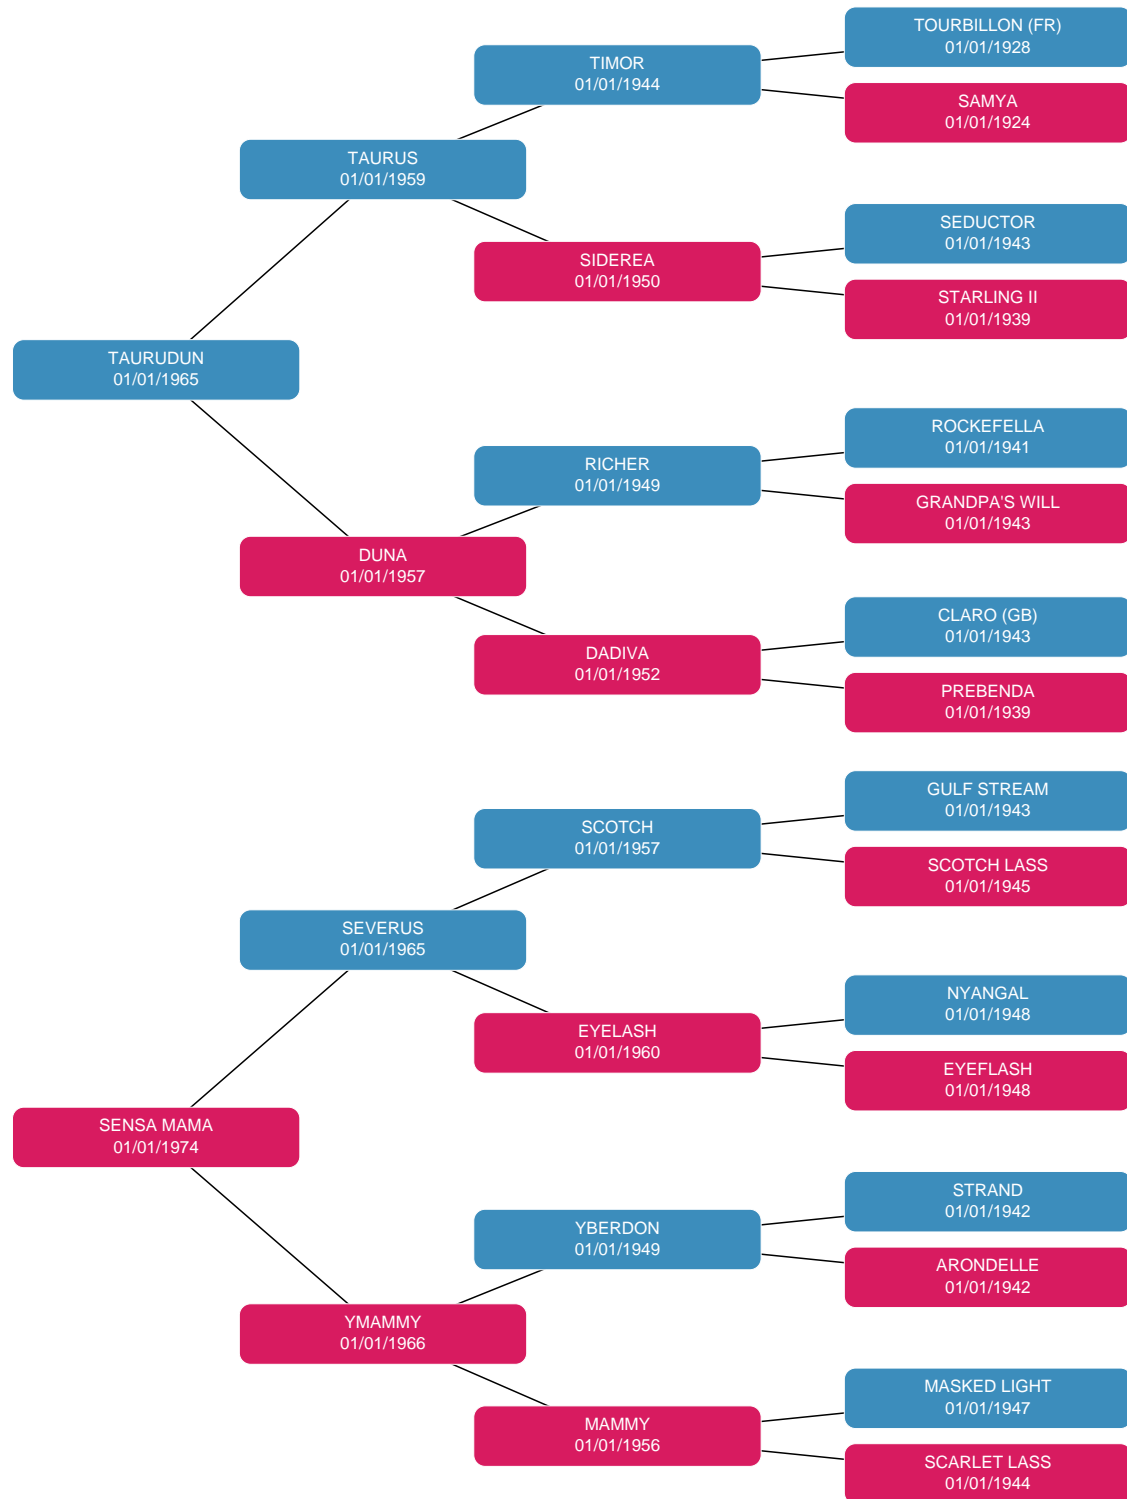 TOURBILLON (FR)
01/01/1928
TIMOR
01/01/1944
SAMYA
01/01/1924
TAURUS
01/01/1959
SEDUCTOR
01/01/1943
SIDEREA
01/01/1950
STARLING II
01/01/1939
TAURUDUN
01/01/1965
ROCKEFELLA
01/01/1941
RICHER
01/01/1949
GRANDPA'S WILL
01/01/1943
DUNA
01/01/1957
CLARO (GB)
01/01/1943
DADIVA
01/01/1952
PREBENDA
01/01/1939
GULF STREAM
01/01/1943
SCOTCH
01/01/1957
SCOTCH LASS
01/01/1945
SEVERUS
01/01/1965
NYANGAL
01/01/1948
EYELASH
01/01/1960
EYEFLASH
01/01/1948
SENSA MAMA
01/01/1974
STRAND
01/01/1942
YBERDON
01/01/1949
ARONDELLE
01/01/1942
YMAMMY
01/01/1966
MASKED LIGHT
01/01/1947
MAMMY
01/01/1956
SCARLET LASS
01/01/1944